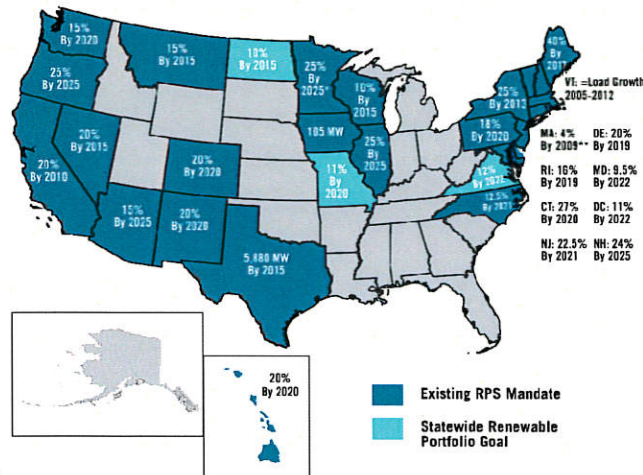 15%
By 2020
25%
By 2025
20%
By 2010
20%
By 2015
15%
By 2015
10%
By 2015
25%
By 2025*
10%
By 2015
105 MW
25%
By 2025
11%
By 2020
20%
By 2020
15%
By 2025
20%
By 2020
5,880 MW
By 2015
40%
By
2017
25%
By 2013
18%
By 2020
12%
By
12.5%
By 2021
VT: =Load Growth
2005-2012
MA: 4%
By 2009**
DE: 20%
By 2019
RI: 16%
By 2019
MD: 9.5%
By 2022
CT: 27%
By 2020
DC: 11%
By 2022
NJ: 22.5%
By 2021
NH: 24%
By 2025
20%
By 2020
Existing RPS Mandate
Statewide Renewable
Portfolio Goal